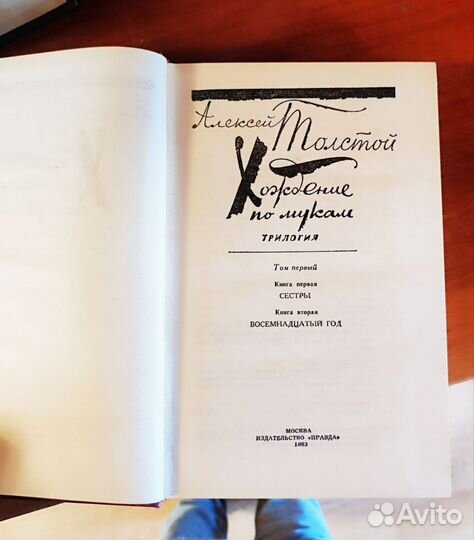 Алексей Толстой
Хождение
по мукам
ТРИЛОГИЯ
Том первый
Книга первая
СЕСТРЫ
Книга вторая
ВОСЕМНАДЦАТЫЙ ГОД
МОСКВА
ИЗДАТЕЛЬСТВО «ПРАВДА»
1983
Avito